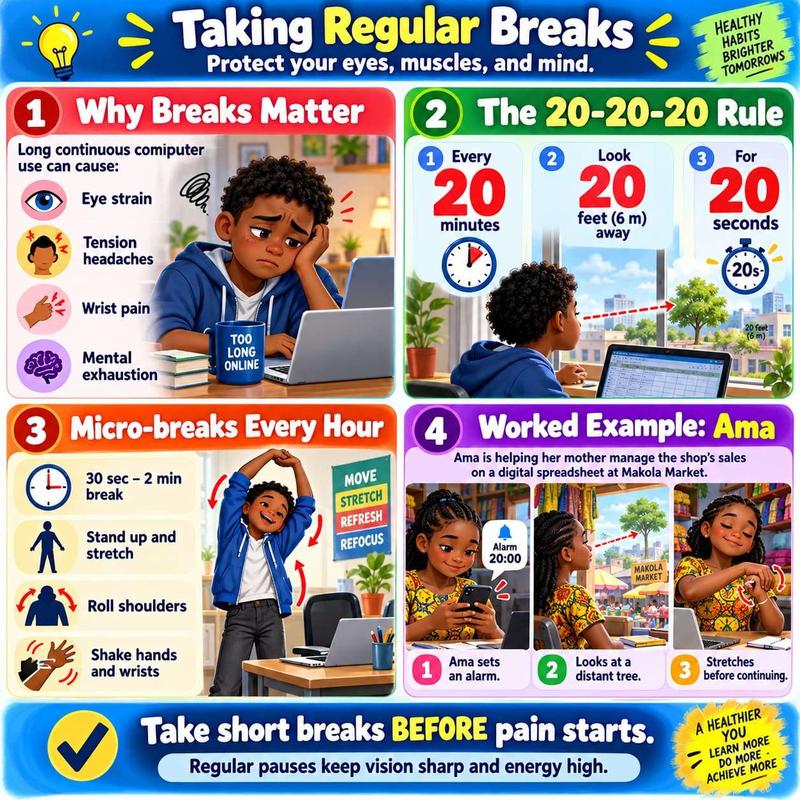 Taking Regular Breaks
Protect your eyes, muscles, and mind.
HEALTHY
HABITS
BRIGHTER
TOMORROWS
1 Why Breaks Matter
Long continuous computer
use can cause:
Eye strain
Tension
headaches
Wrist pain
Mental
exhaustion
TOO
LONG
ONLINE
2 The 20-20-20 Rule
1 Every
20
minutes
2 Look
20
feet (6 m)
away
3 For
20
seconds
20s
20 feet
(6 m)
3 Micro-breaks Every Hour
30 sec – 2 min
break
Stand up and
stretch
Roll shoulders
Shake hands
and wrists
MOVE
STRETCH
REFRESH
REFOCUS
4 Worked Example: Ama
Ama is helping her mother manage the shop's sales
on a digital spreadsheet at Makola Market.
Alarm
20:00
MAKOLA
MARKET
1 Ama sets
an alarm.
2 Looks at a
distant tree.
3 Stretches
before continuing.
Take short breaks BEFORE pain starts.
Regular pauses keep vision sharp and energy high.
A HEALTHIER
YOU
LEARN MORE
DO MORE
ACHIEVE MORE